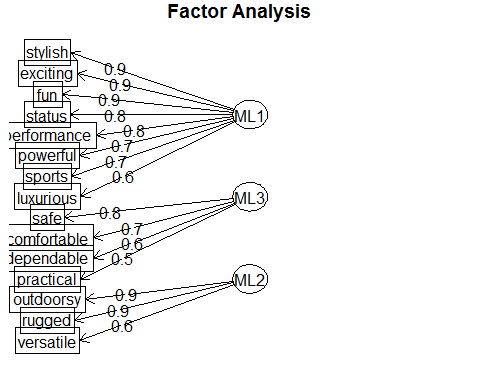 Factor Analysis
stylish
exciting
fun
status
performance
powerful
sports
luxurious
safe
comfortable
dependable
practical
outdoorsy
rugged
versatile
0.9
0.9
0.9
0.8
0.8
0.7
0.7
0.6
0.8
0.7
0.6
0.5
0.9
0.9
0.6
ML1
ML3
ML2